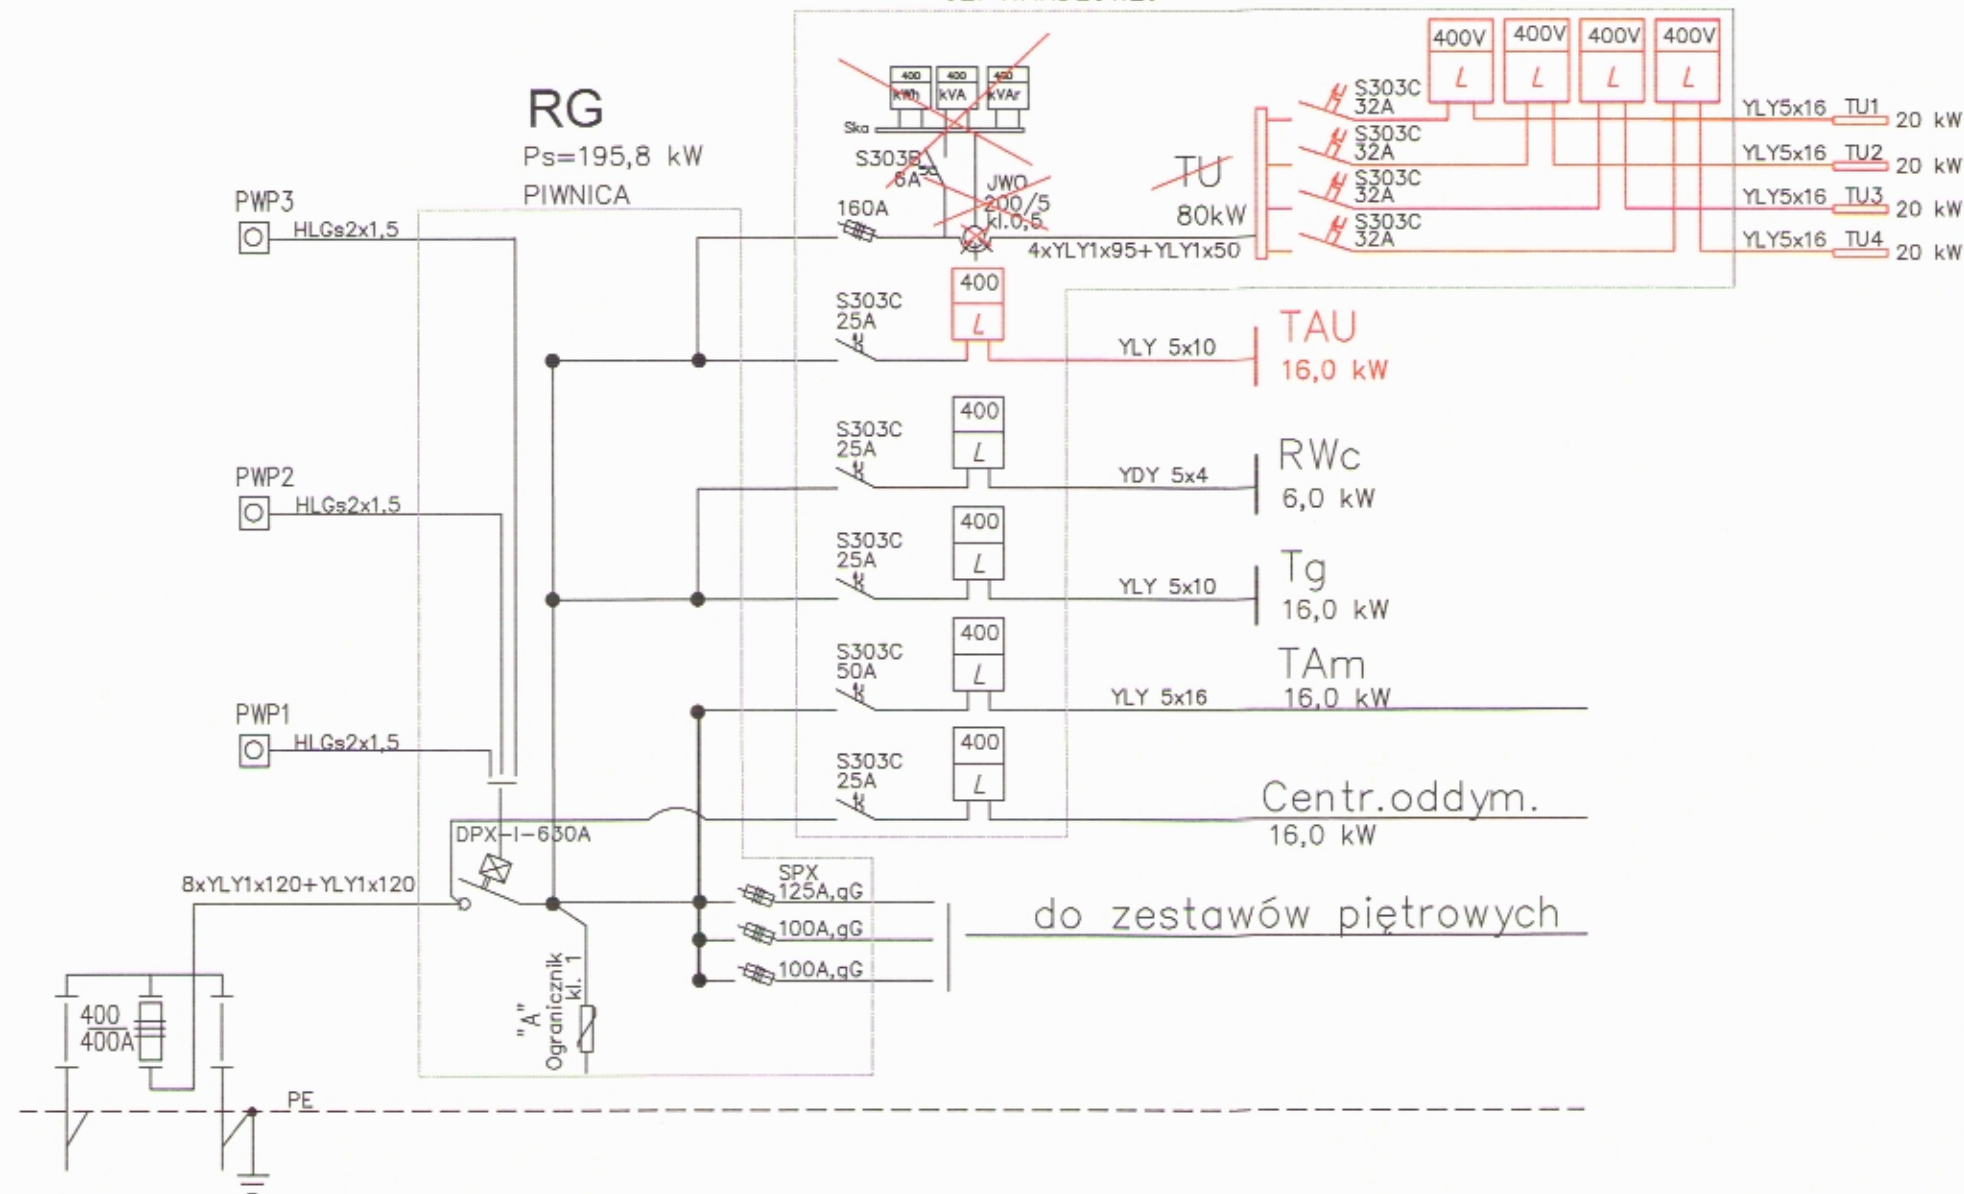 400V 400V 400V 400V
L L L L
400 400 400
kWh kVA kVAr
Ska
S303B
6A
JWO
200/5
kl.0,5
160A
TU
80kW
4xYLY1x95+YLY1x50
S303C
32A
YLY5x16 TU1 20 kW
S303C
32A
YLY5x16 TU2 20 kW
S303C
32A
YLY5x16 TU3 20 kW
S303C
32A
YLY5x16 TU4 20 kW
RG
Ps=195,8 kW
PIWNICA
PWP3
HLGs2x1,5
S303C
25A
400
L
YLY 5x10
TAU
16,0 kW
S303C
25A
400
L
YDY 5x4
RWc
6,0 kW
PWP2
HLGs2x1,5
S303C
25A
400
L
YLY 5x10
Tg
16,0 kW
S303C
50A
400
L
YLY 5x16
TAm
16,0 kW
PWP1
HLGs2x1,5
S303C
25A
400
L
Centr.oddym.
16,0 kW
DPX-I-630A
8xYLY1x120+YLY1x120
SPX
125A,gG
100A,gG
100A,gG
do zestawów piętrowych
"A"
Ogranicznik
kl. 1
400
400A
PE